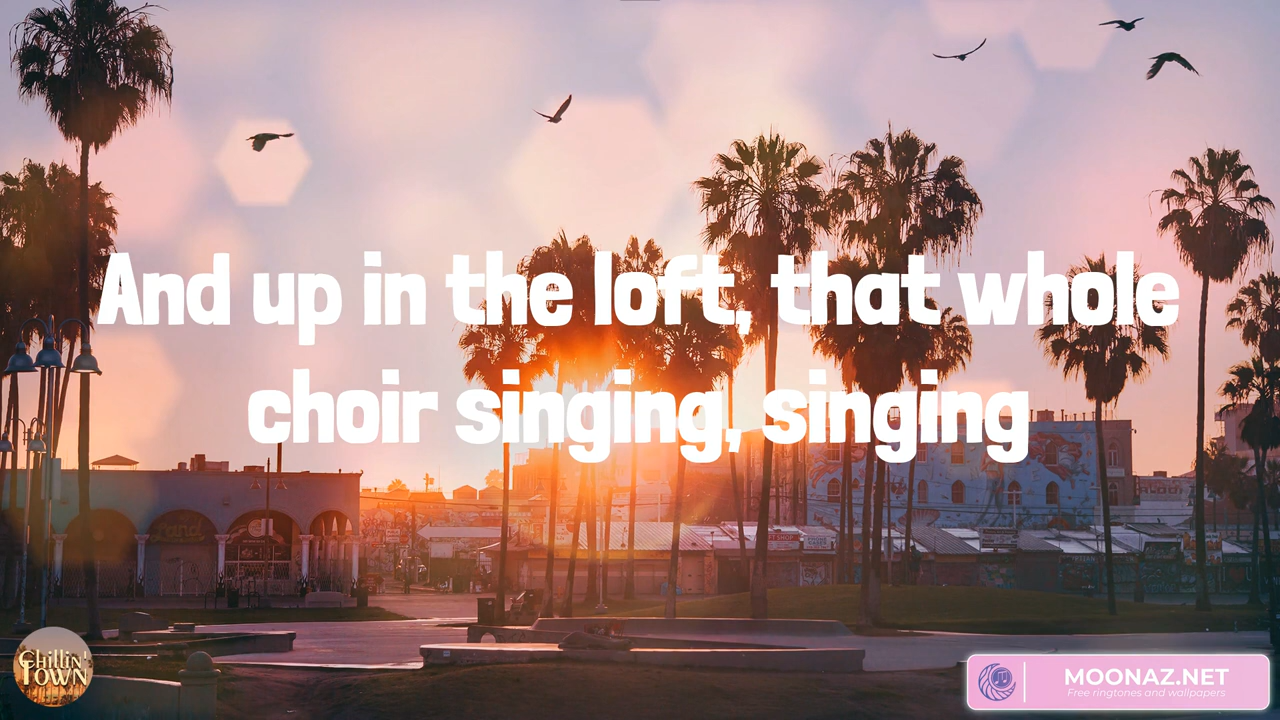 And up in the loft, that whole
choir singing, singing
Chillin'
Town
MOONAZ.NET
Free ringtones and wallpapers